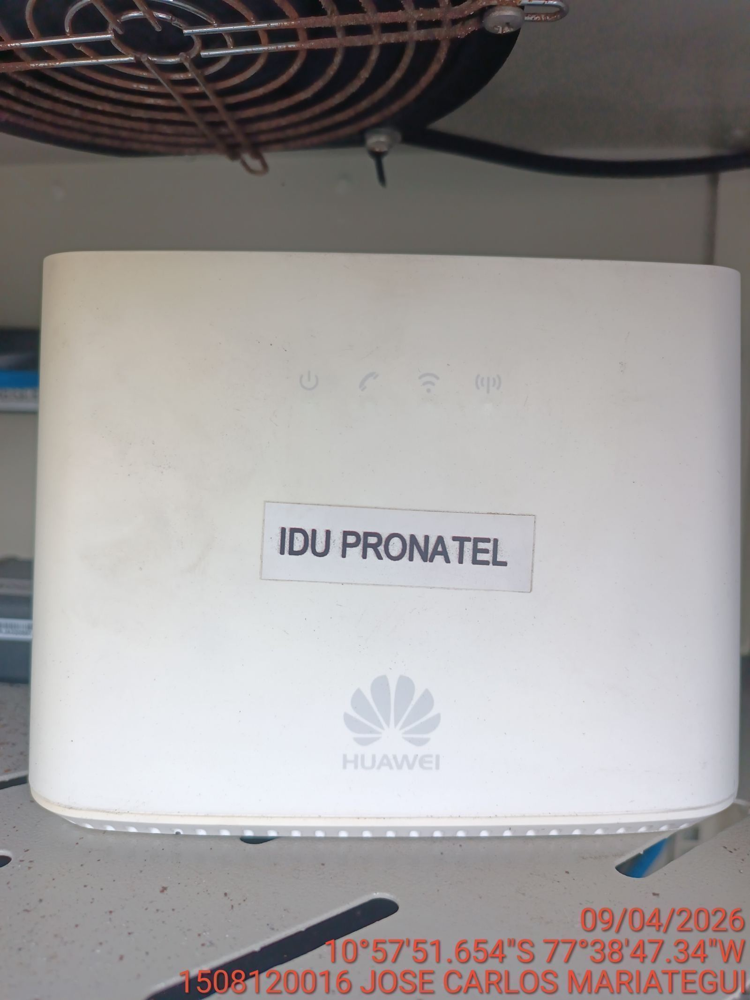 IDU PRONATEL
HUAWEI
09/04/2026
10°57'51.654"S 77°38'47.34"W
1508120016 JOSE CARLOS MARIATEGUI